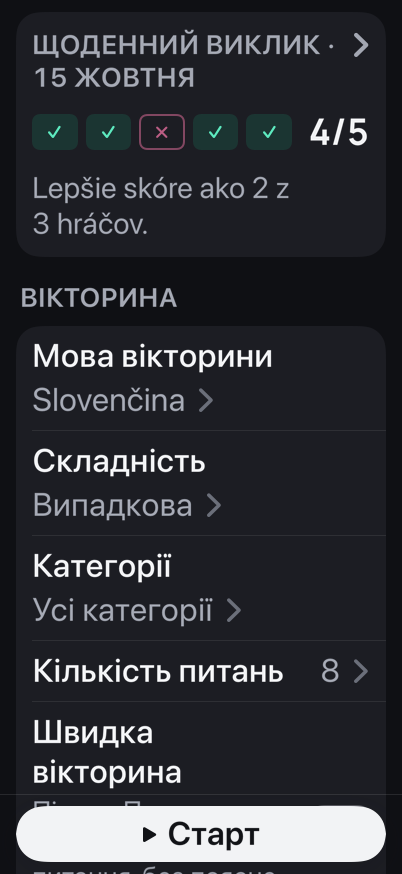 ЩОДЕННИЙ ВИКЛИК ·
15 ЖОВТНЯ
4/5
Lepšie skóre ako 2 z
3 hráčov.
ВІКТОРИНА
Мова вікторини
Slovenčina
Складність
Випадкова
Категорії
Усі категорії
Кількість питань 8
Швидка
вікторина
Старт